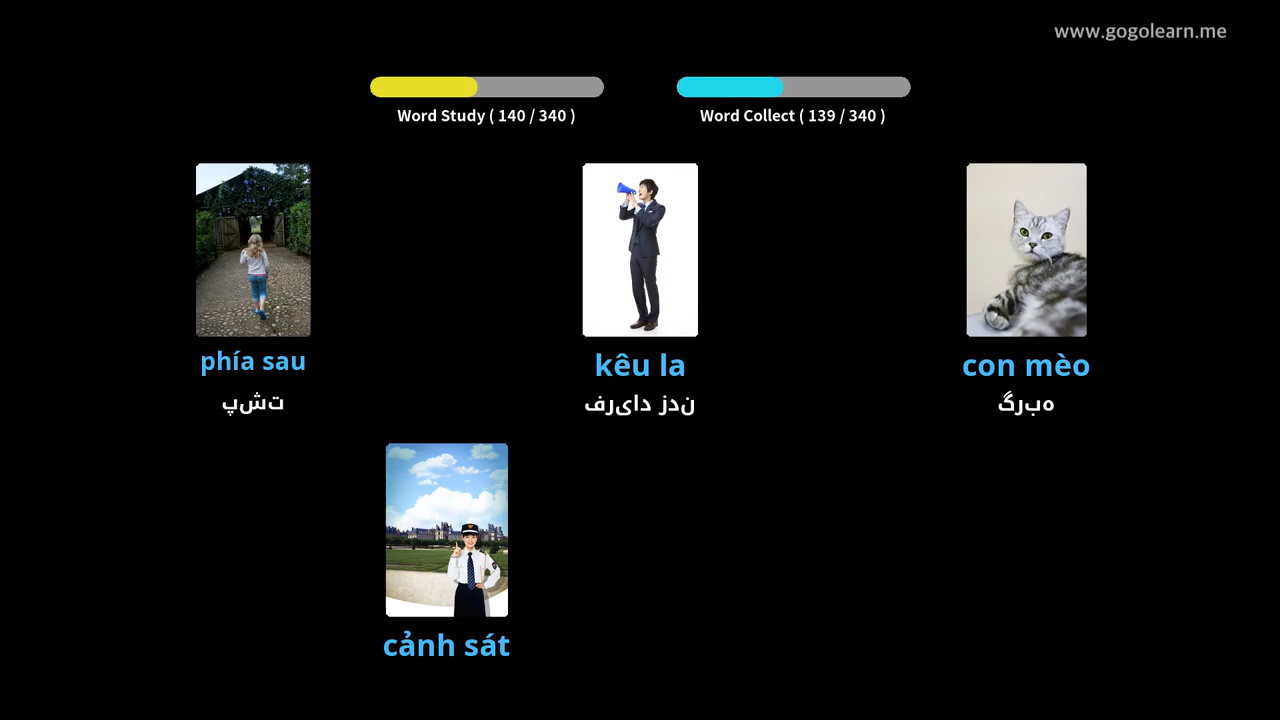 www.gogolearn.me
Word Study ( 140 / 340 )
Word Collect ( 139 / 340 )
phía sau
kêu la
con mèo
پشت
فریاد زدن
گربه
cảnh sát